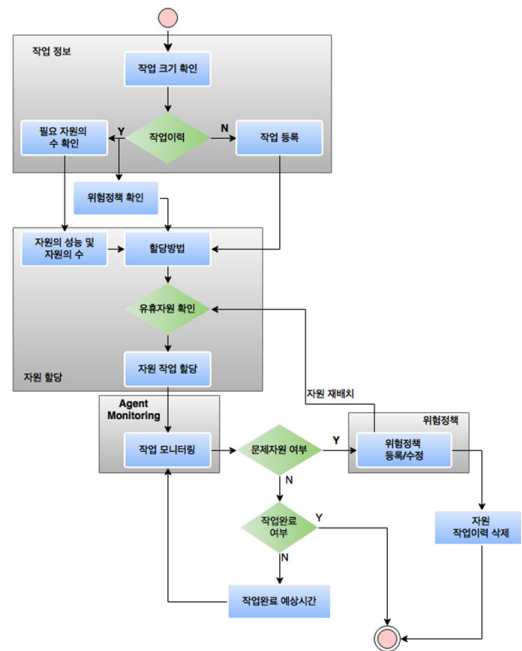 작업 정보
작업 크기 확인
필요 자원의
수 확인
Y
작업이력
N
작업 등록
위험정책 확인
자원의 성능 및
자원의 수
할당방법
유휴자원 확인
자원 작업 할당
자원 할당
자원 재배치
Agent
Monitoring
위험정책
작업 모니터링
문제자원 여부
Y
위험정책
등록/수정
N
작업완료
여부
Y
자원
작업이력 삭제
N
작업완료 예상시간